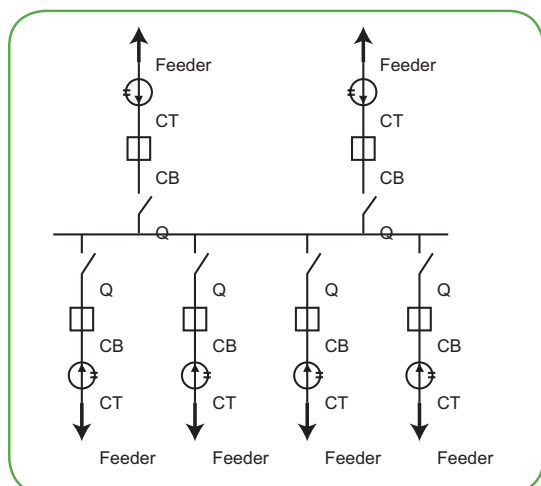 Feeder Feeder
CT CT
CB CB
Q Q
Q Q Q Q
CB CB CB CB
CT CT CT CT
Feeder Feeder Feeder Feeder